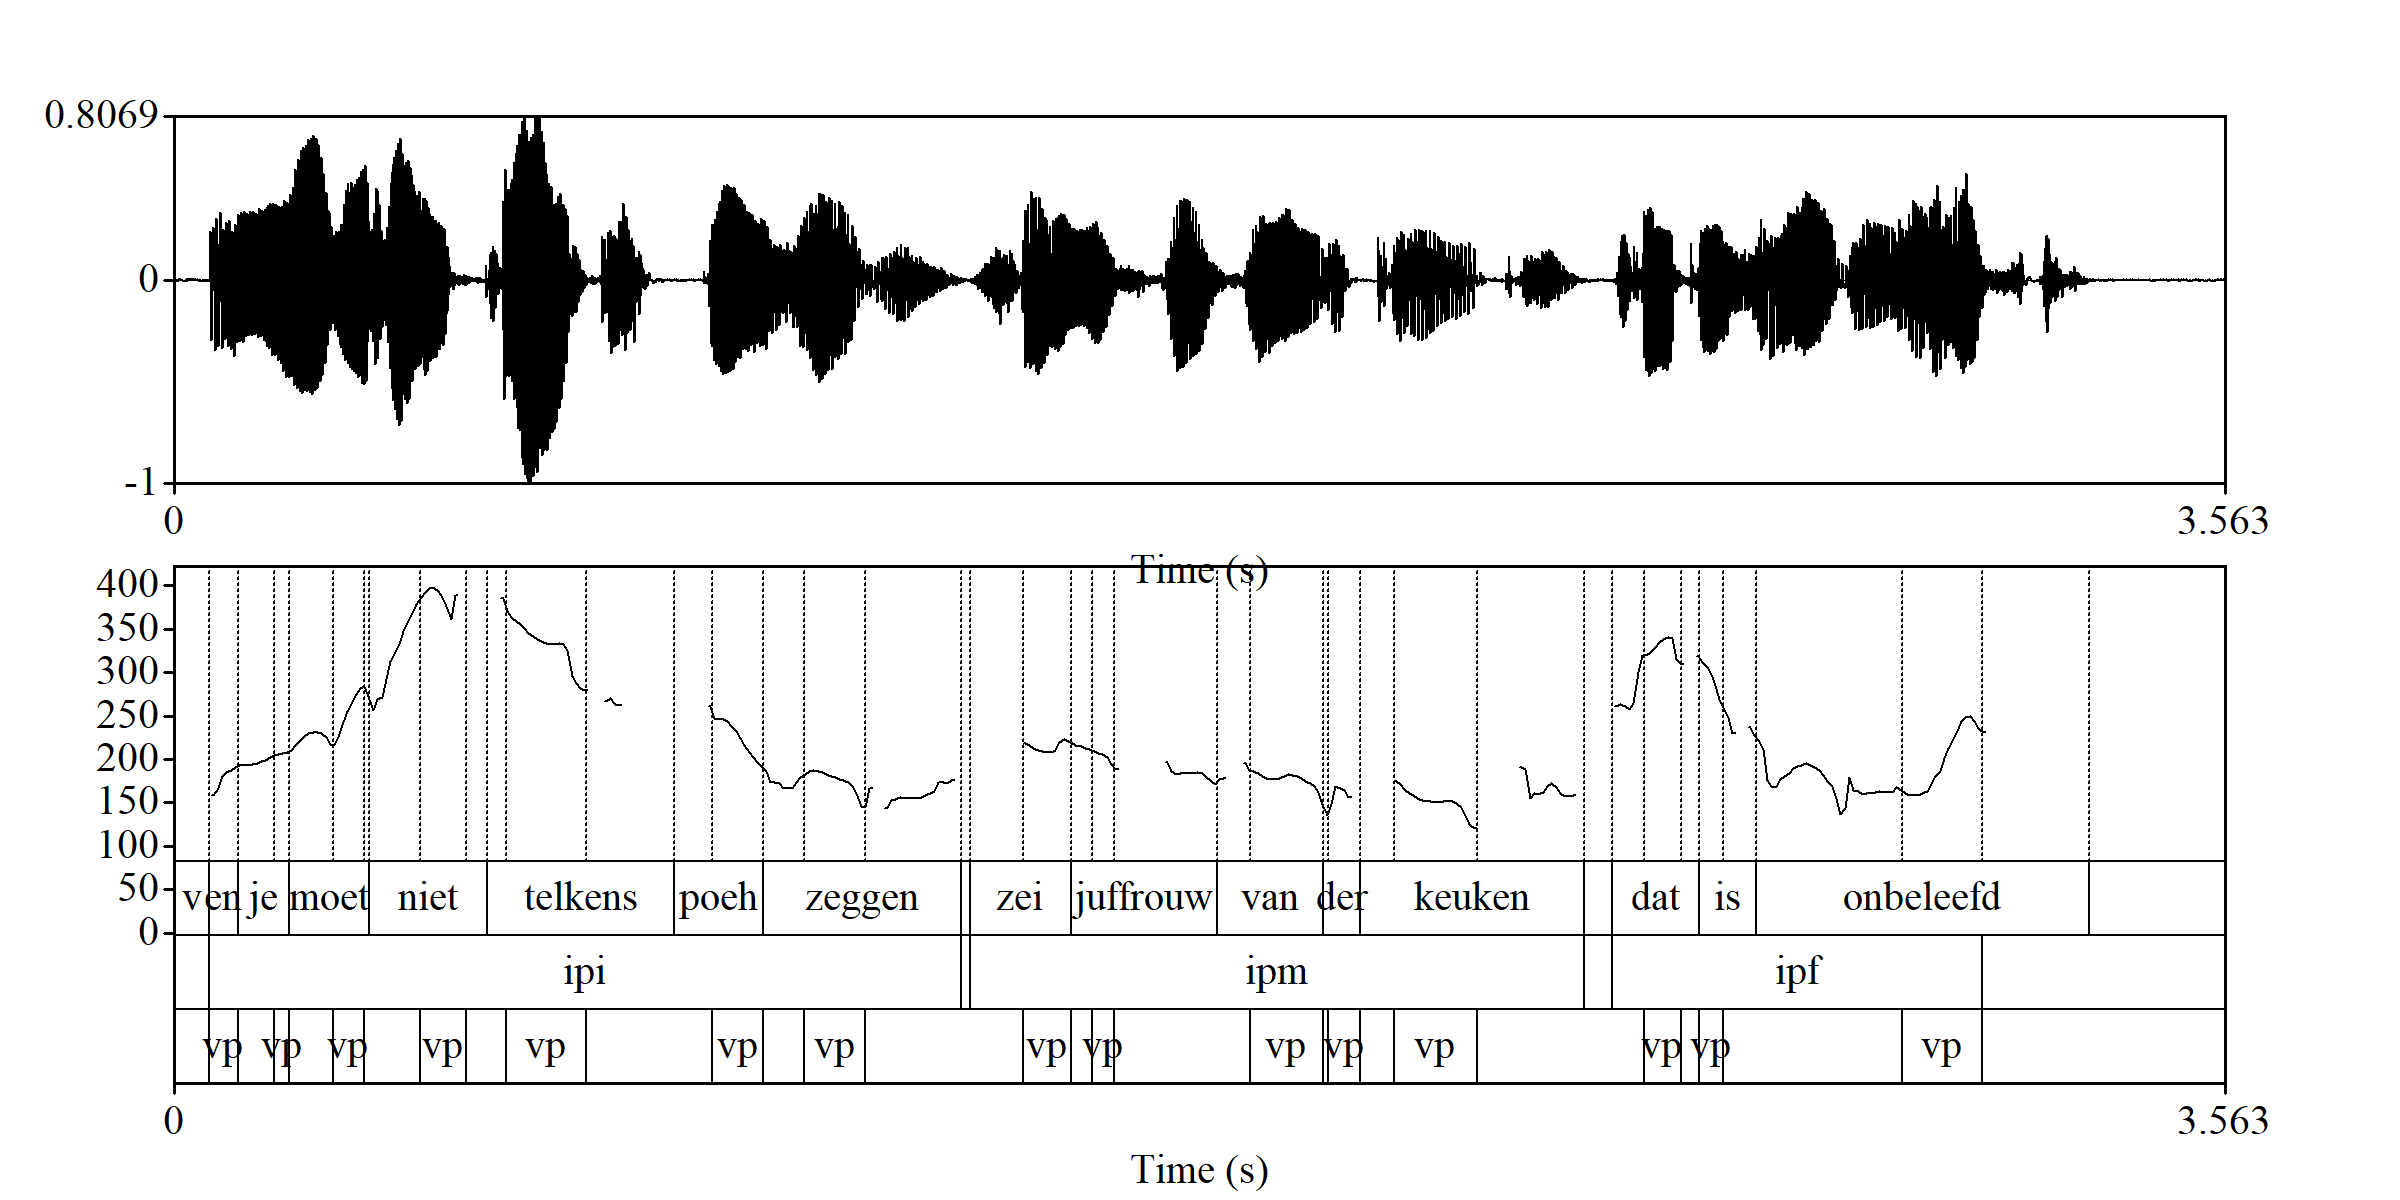 0.8069
0
-1
0 3.563
Time (s)
400
350
300
250
200
150
100
50
0
ven je moet niet telkens poeh zeggen zei juffrouw van der keuken dat is onbeleefd
ipi ipm ipf
vp vp vp vp vp vp vp vp vp vp vp vp vp vp vp
0 3.563
Time (s)